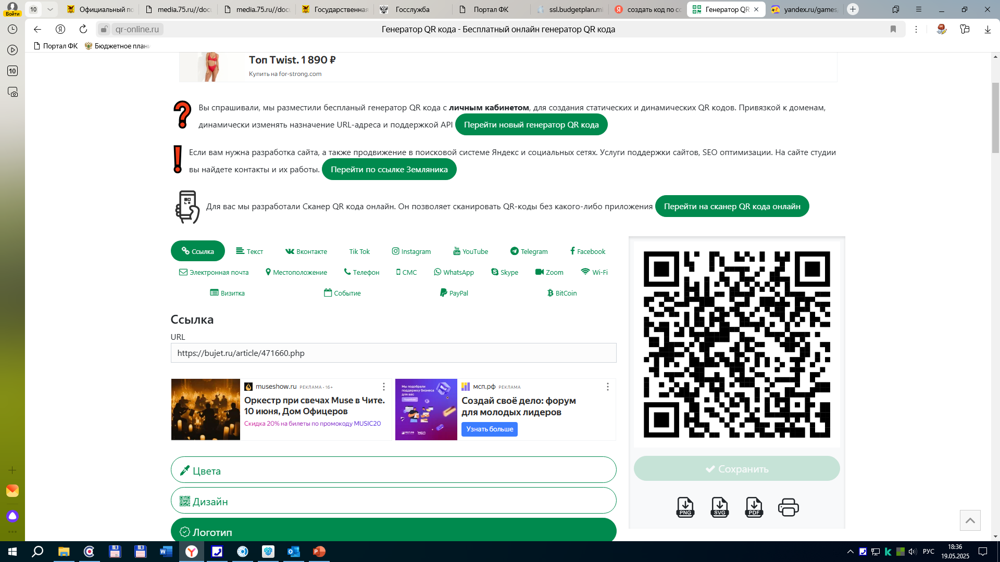 Войти
10
Официальный по
media.75.ru//docu
media.75.ru//docu
Государственная
Госслужба
Портал ФК
ssl.budgetplan.mi
создать код по сс
Генератор QR
yandex.ru/games
qr-online.ru
Генератор QR кода - Бесплатный онлайн генератор QR кода
Портал ФК
Бюджетное плани
10
Топ Twist. 1 890 ₽
Купить на for-strong.com
Вы спрашивали, мы разместили беспланый генератор QR кода с личным кабинетом, для создания статических и динамических QR кодов. Привязкой к доменам,
динамически изменять назначение URL-адреса и поддержкой API Перейти новый генератор QR кода
Если вам нужна разработка сайта, а также продвижение в поисковой системе Яндекс и социальных сетях. Услуги поддержки сайтов, SEO оптимизации. На сайте студии
вы найдете контакты и их работы. Перейти по ссылке Земляника
Для вас мы разработали Сканер QR кода онлайн. Он позволяет сканировать QR-коды без какого-либо приложения Перейти на сканер QR кода онлайн
Ссылка Текст Вконтакте Tik Tok Instagram YouTube Telegram Facebook
Электронная почта Местоположение Телефон СМС WhatsApp Skype Zoom Wi-Fi
Визитка Событие PayPal BitCoin
Ссылка
URL
https://bujet.ru/article/471660.php
museshow.ru РЕКЛАМА • 16+
Оркестр при свечах Muse в Чите.
10 июня, Дом Офицеров
Скидка 20% на билеты по промокоду MUSIC20
Мы подобрали
поддержку бизнеса
для вас
мсп.рф РЕКЛАМА
Создай своё дело: форум
для молодых лидеров
Узнать больше
Цвета
Дизайн
Логотип
Сохранить
PNG
SVG
PDF
РУС
18:36
19.05.2025